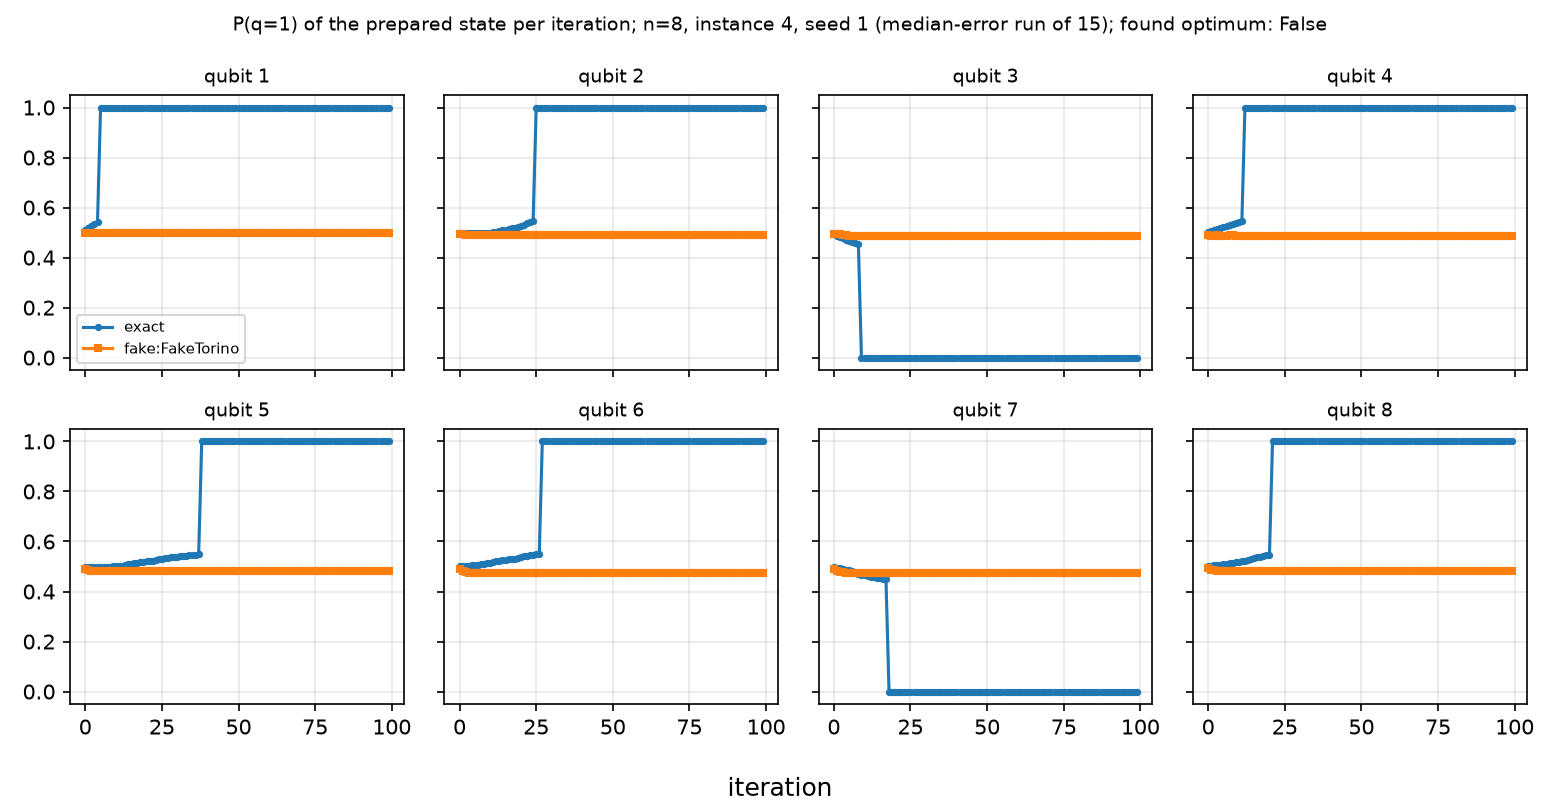 P(q=1) of the prepared state per iteration; n=8, instance 4, seed 1 (median-error run of 15); found optimum: False
qubit 1
qubit 2
qubit 3
qubit 4
1.0
0.8
0.6
0.4
0.2
0.0
exact
fake:FakeTorino
qubit 5
qubit 6
qubit 7
qubit 8
1.0
0.8
0.6
0.4
0.2
0.0
0 25 50 75 100
0 25 50 75 100
0 25 50 75 100
0 25 50 75 100
iteration